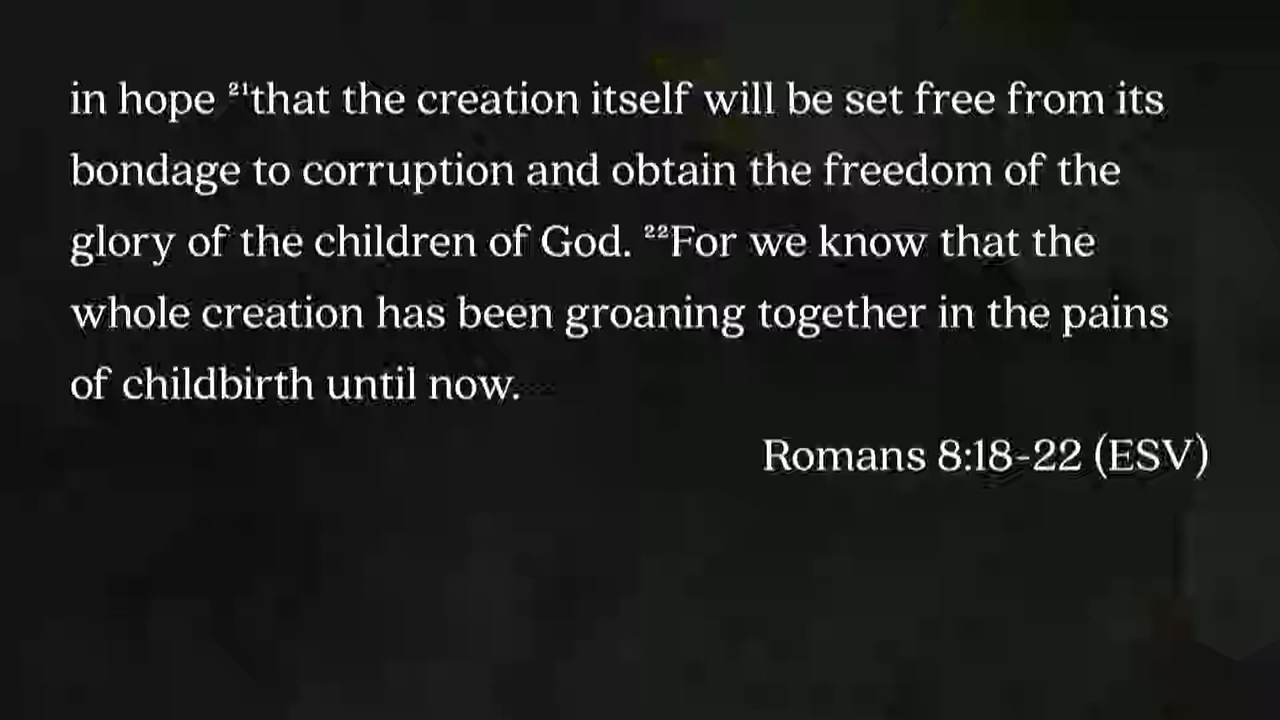 in hope ²¹that the creation itself will be set free from its
bondage to corruption and obtain the freedom of the
glory of the children of God. ²²For we know that the
whole creation has been groaning together in the pains
of childbirth until now.
Romans 8:18-22 (ESV)